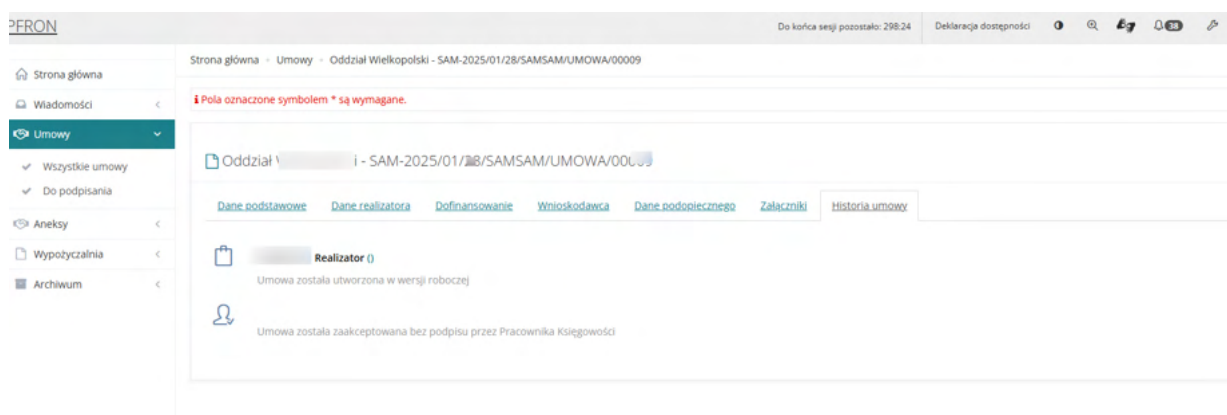 PFRON
Do końca sesji pozostało: 298:24 Deklaracja dostępności 38
Strona główna Umowy Oddział Wielkopolski - SAM-2025/01/28/SAMSAM/UMOWA/00009
Strona główna
Wiadomości
i Pola oznaczone symbolem * są wymagane.
Umowy
Wszystkie umowy
Do podpisania
Aneksy
Wypożyczalnia
Archiwum
Oddział i - SAM-2025/01/28/SAMSAM/UMOWA/
Dane podstawowe Dane realizatora Dofinansowanie Wnioskodawca Dane podopiecznego Załączniki Historia umowy
Realizator ()
Umowa została utworzona w wersji roboczej
Umowa została zaakceptowana bez podpisu przez Pracownika Księgowości